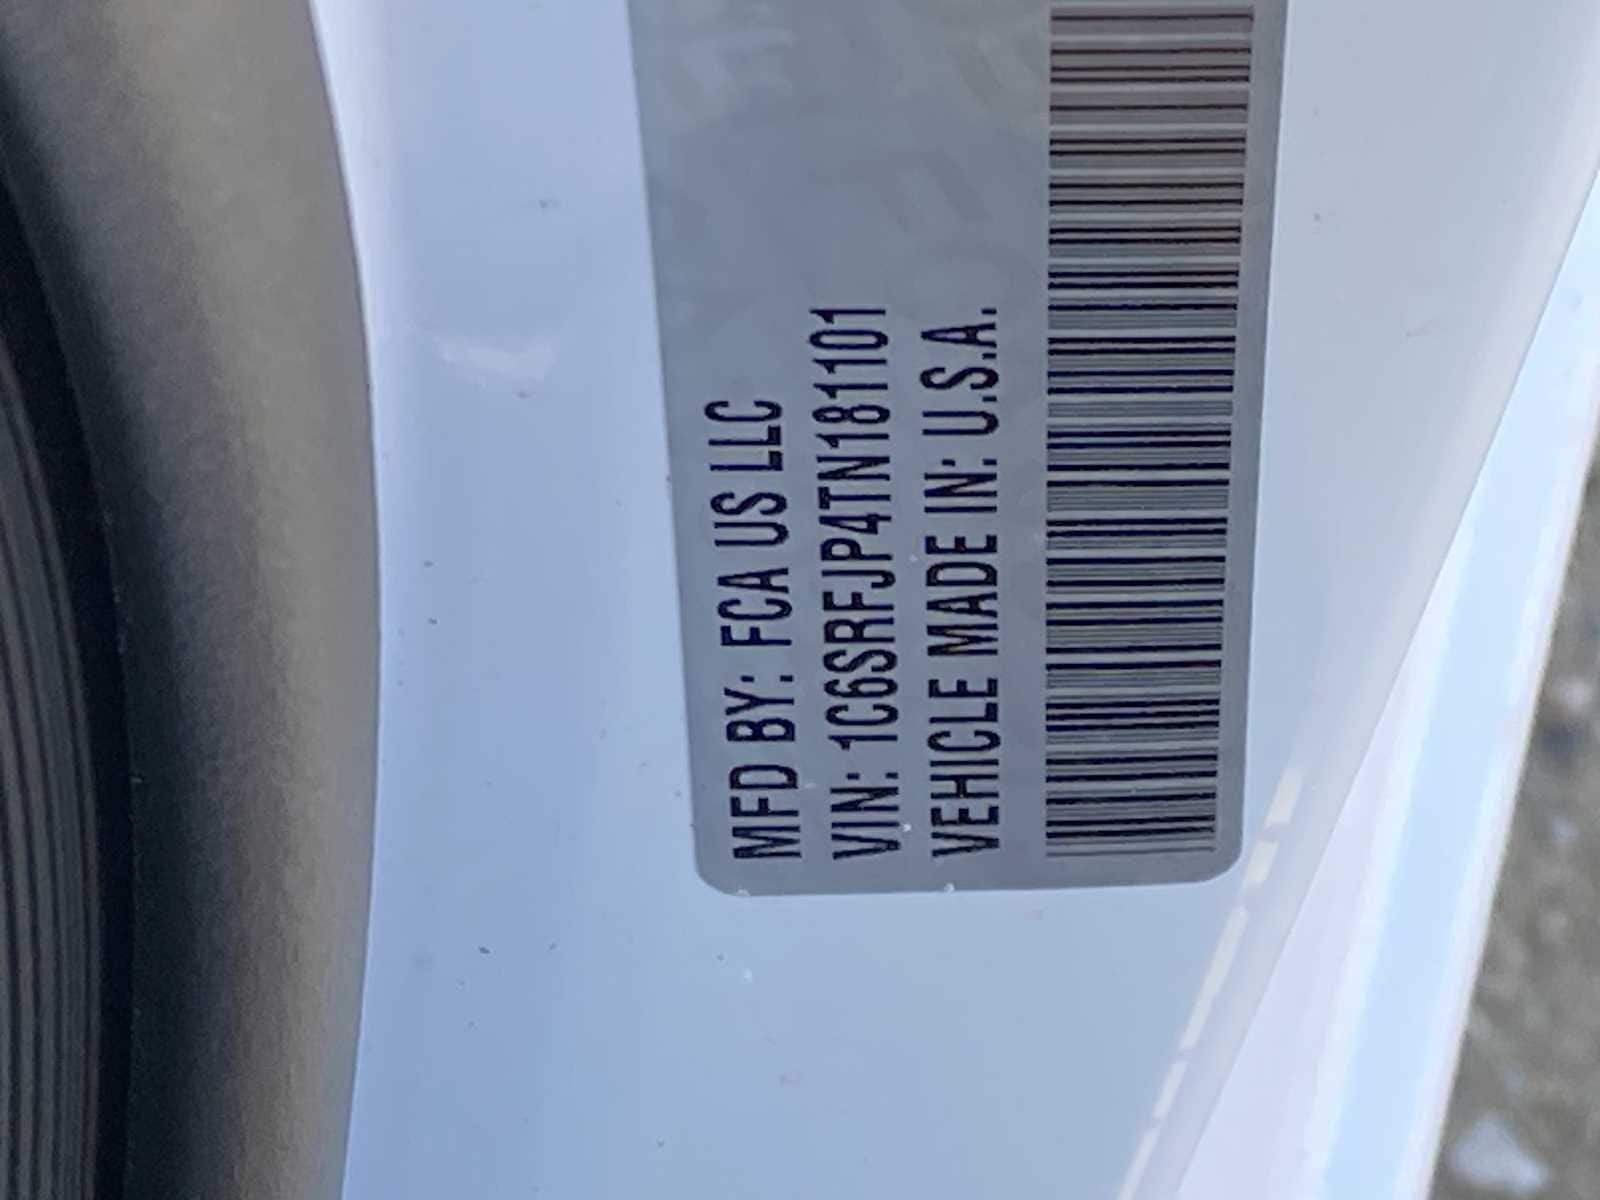 MFD BY: FCA US LLC
VIN: 1C6SRFJP4TN181101
VEHICLE MADE IN: U.S.A.